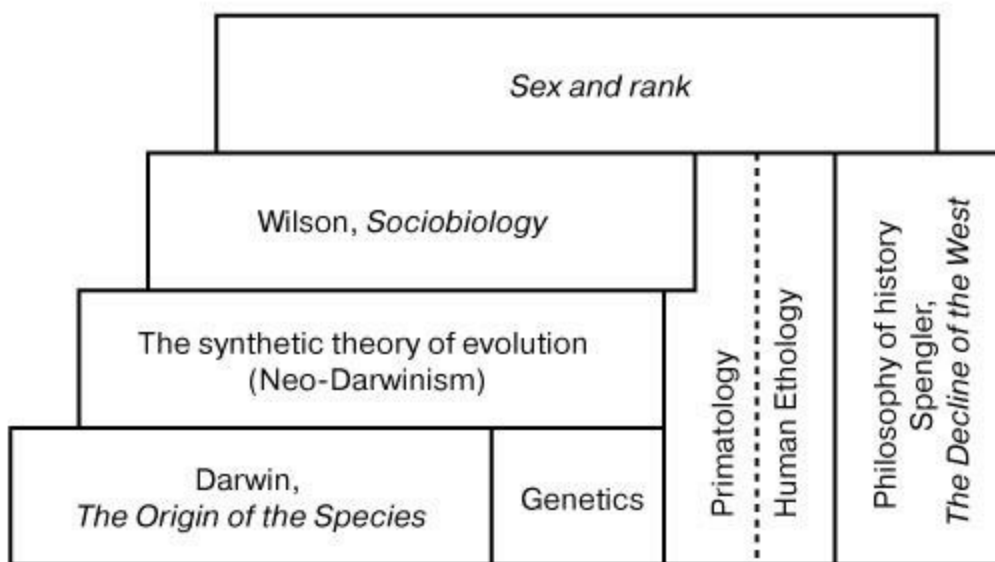 Sex and rank
Wilson, Sociobiology
The synthetic theory of evolution
(Neo-Darwinism)
Darwin,
The Origin of the Species
Genetics
Primatology
Human Ethology
Philosophy of history
Spengler,
The Decline of the West